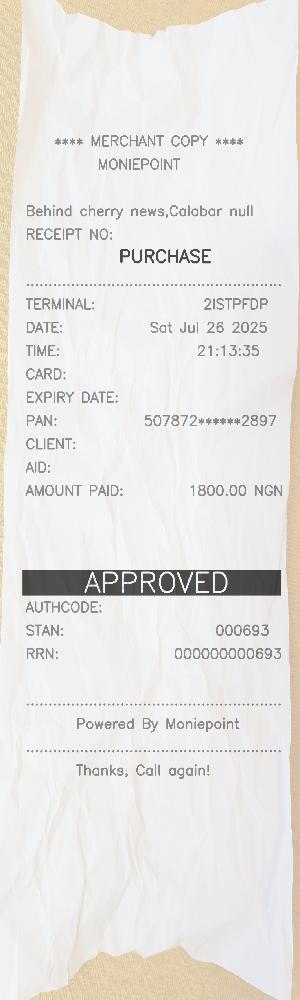 **** MERCHANT COPY ****
MONIEPOINT
Behind cherry news,Calabar null
RECEIPT NO:
PURCHASE
TERMINAL: 2ISTPFDP
DATE: Sat Jul 26 2025
TIME: 21:13:35
CARD:
EXPIRY DATE:
PAN: 507872******2897
CLIENT:
AID:
AMOUNT PAID: 1800.00 NGN
APPROVED
AUTHCODE:
STAN: 000693
RRN: 000000000693
Powered By Moniepoint
Thanks, Call again!